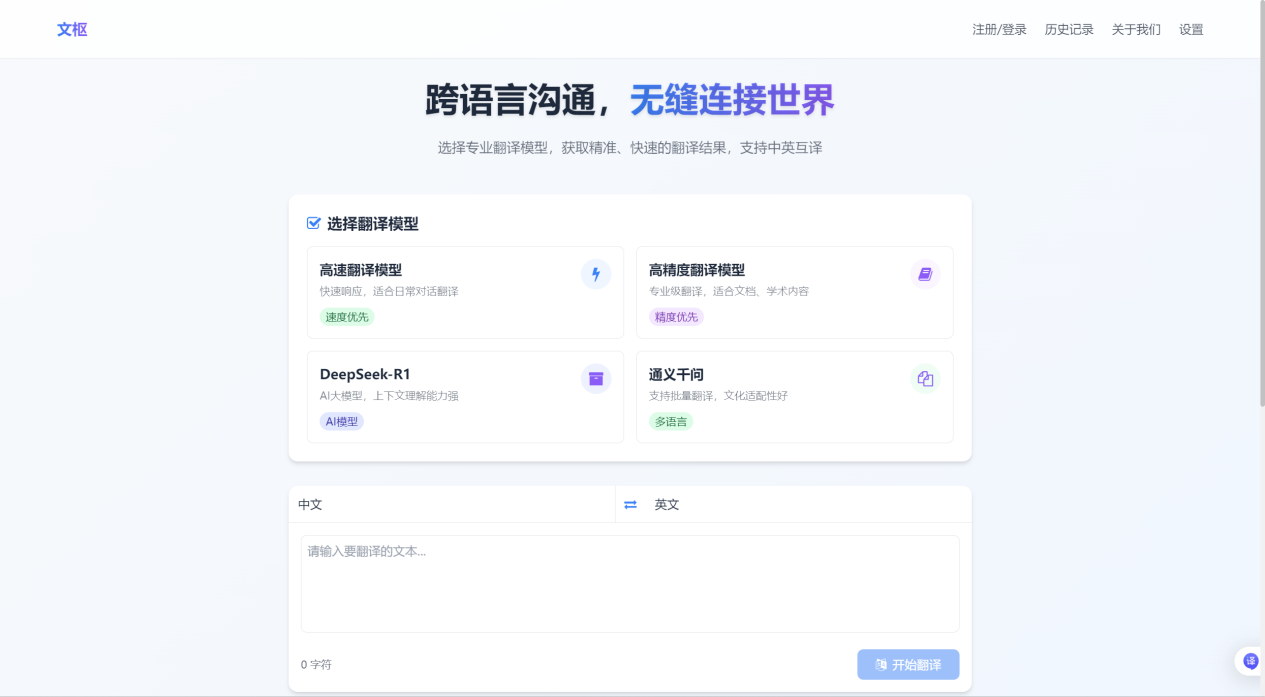 文枢
注册/登录 历史记录 关于我们 设置
跨语言沟通，无缝连接世界
选择专业翻译模型，获取精准、快速的翻译结果，支持中英互译
选择翻译模型
高速翻译模型
快速响应，适合日常对话翻译
速度优先
高精度翻译模型
专业级翻译，适合文档、学术内容
精度优先
DeepSeek-R1
AI大模型，上下文理解能力强
AI模型
通义千问
支持批量翻译，文化适配性好
多语言
中文
英文
请输入要翻译的文本...
0 字符
开始翻译
译